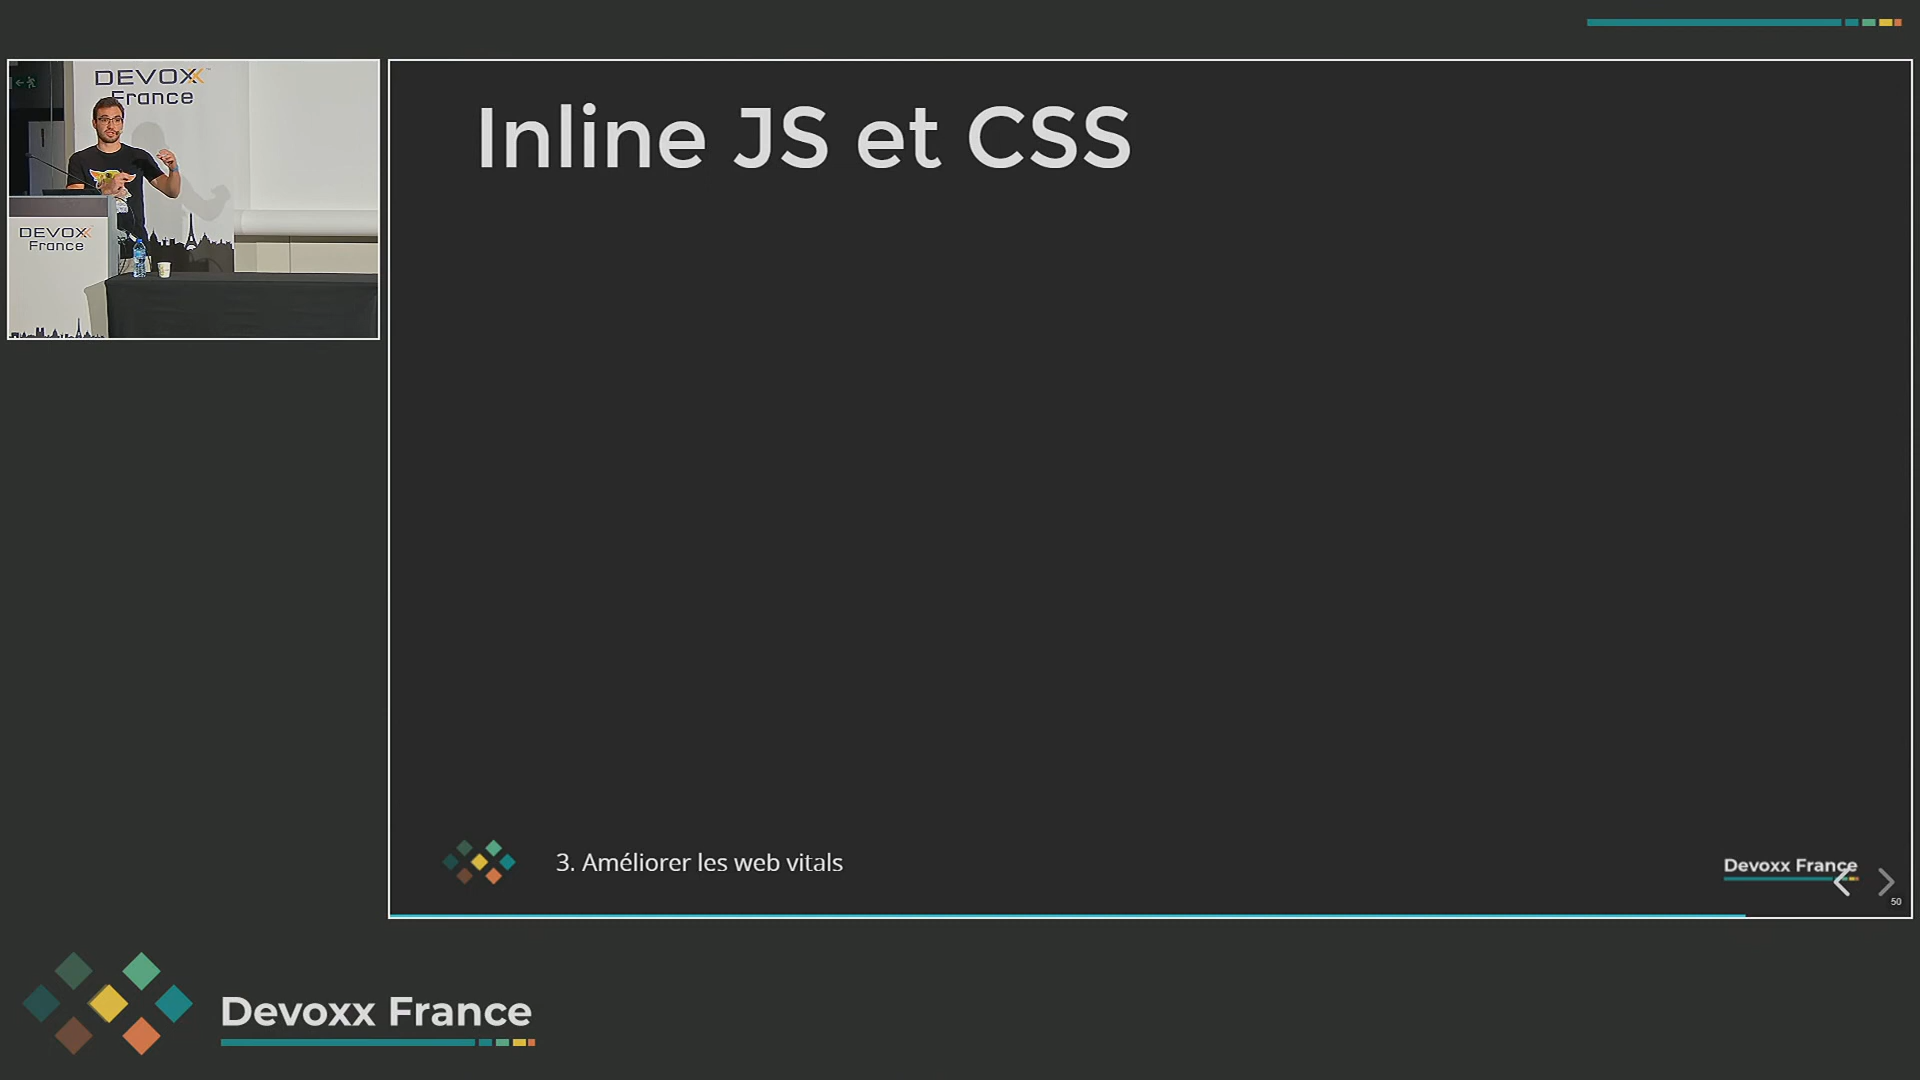 DEVOXX
France
DEVOXX
France
Inline JS et CSS
3. Améliorer les web vitals
Devoxx France
50
Devoxx France